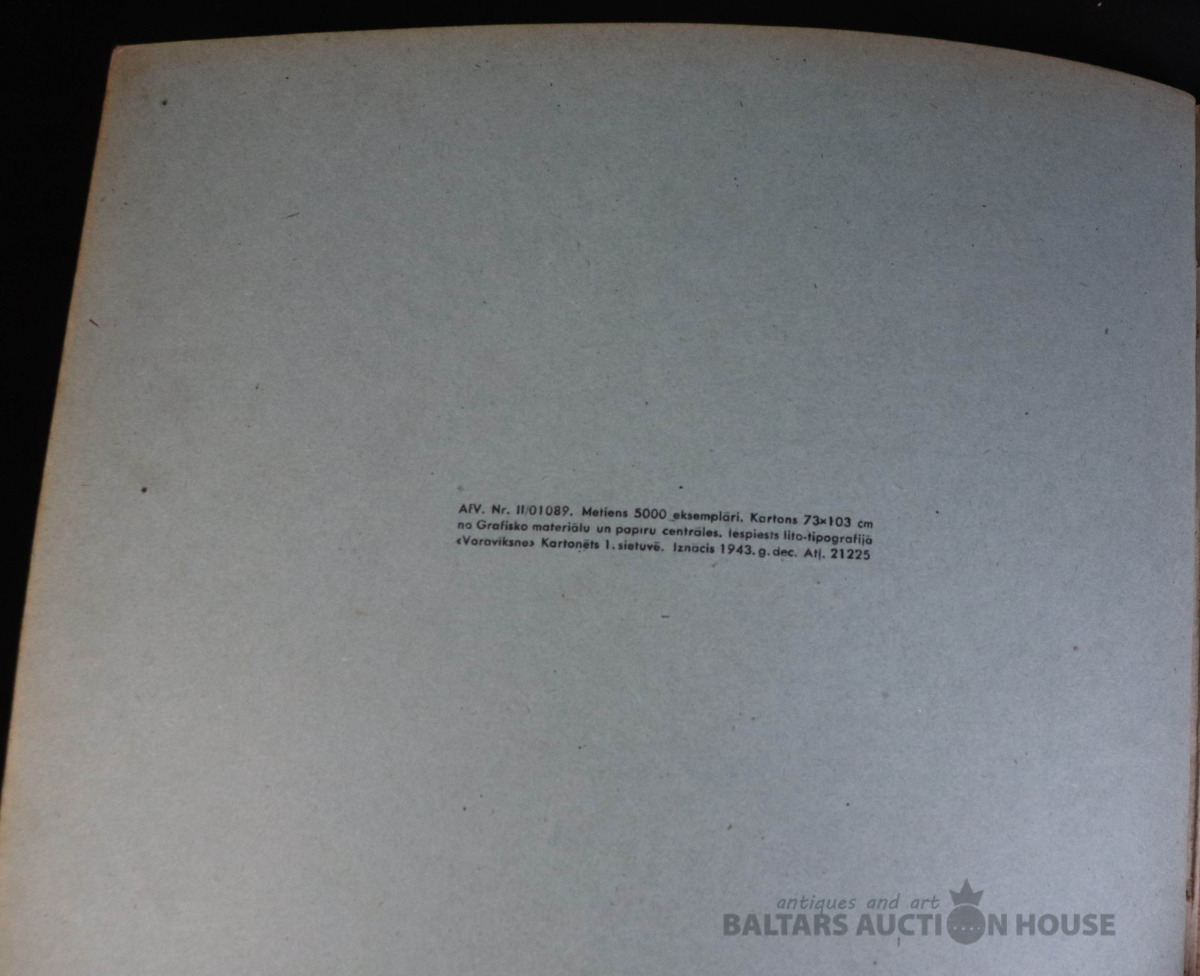 AfV. Nr. II/01089. Metiens 5000 eksemplāri. Kartons 73×103 cm
no Grafisko materiālu un papīru centrāles. Iespiests lito-tipografijā
«Varavīksne» Kartonēts 1. sietuvē. Iznācis 1943. g. dec. Atļ. 21225
antiques and art
BALTARS AUCTION HOUSE